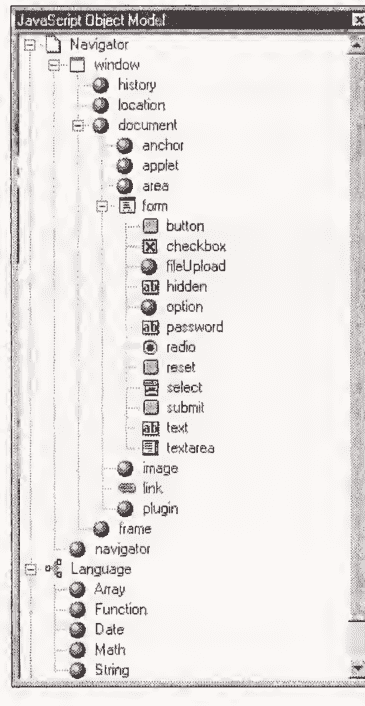 JavaScript Object Model
Navigator
window
history
location
document
anchor
applet
area
form
button
checkbox
fileUpload
hidden
option
password
radio
reset
select
submit
text
textarea
image
link
plugin
frame
navigator
Language
Array
Function
Date
Math
String